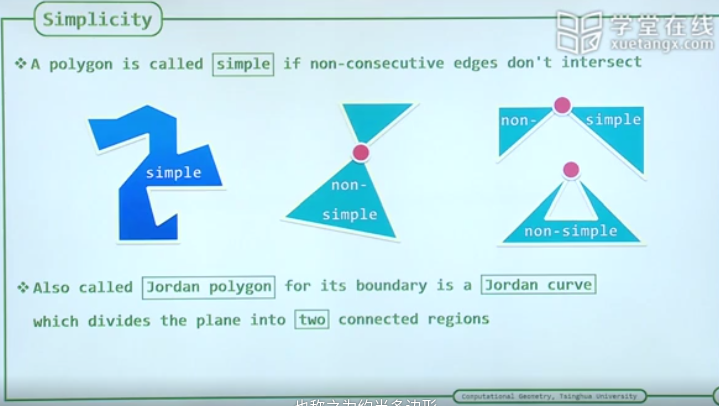 Simplicity
学堂在线
xuetangx.com
❖ A polygon is called simple if non-consecutive edges don't intersect
simple
non-
simple
non-
simple
non-simple
❖ Also called Jordan polygon for its boundary is a Jordan curve
which divides the plane into two connected regions
Computational Geometry, Tsinghua University